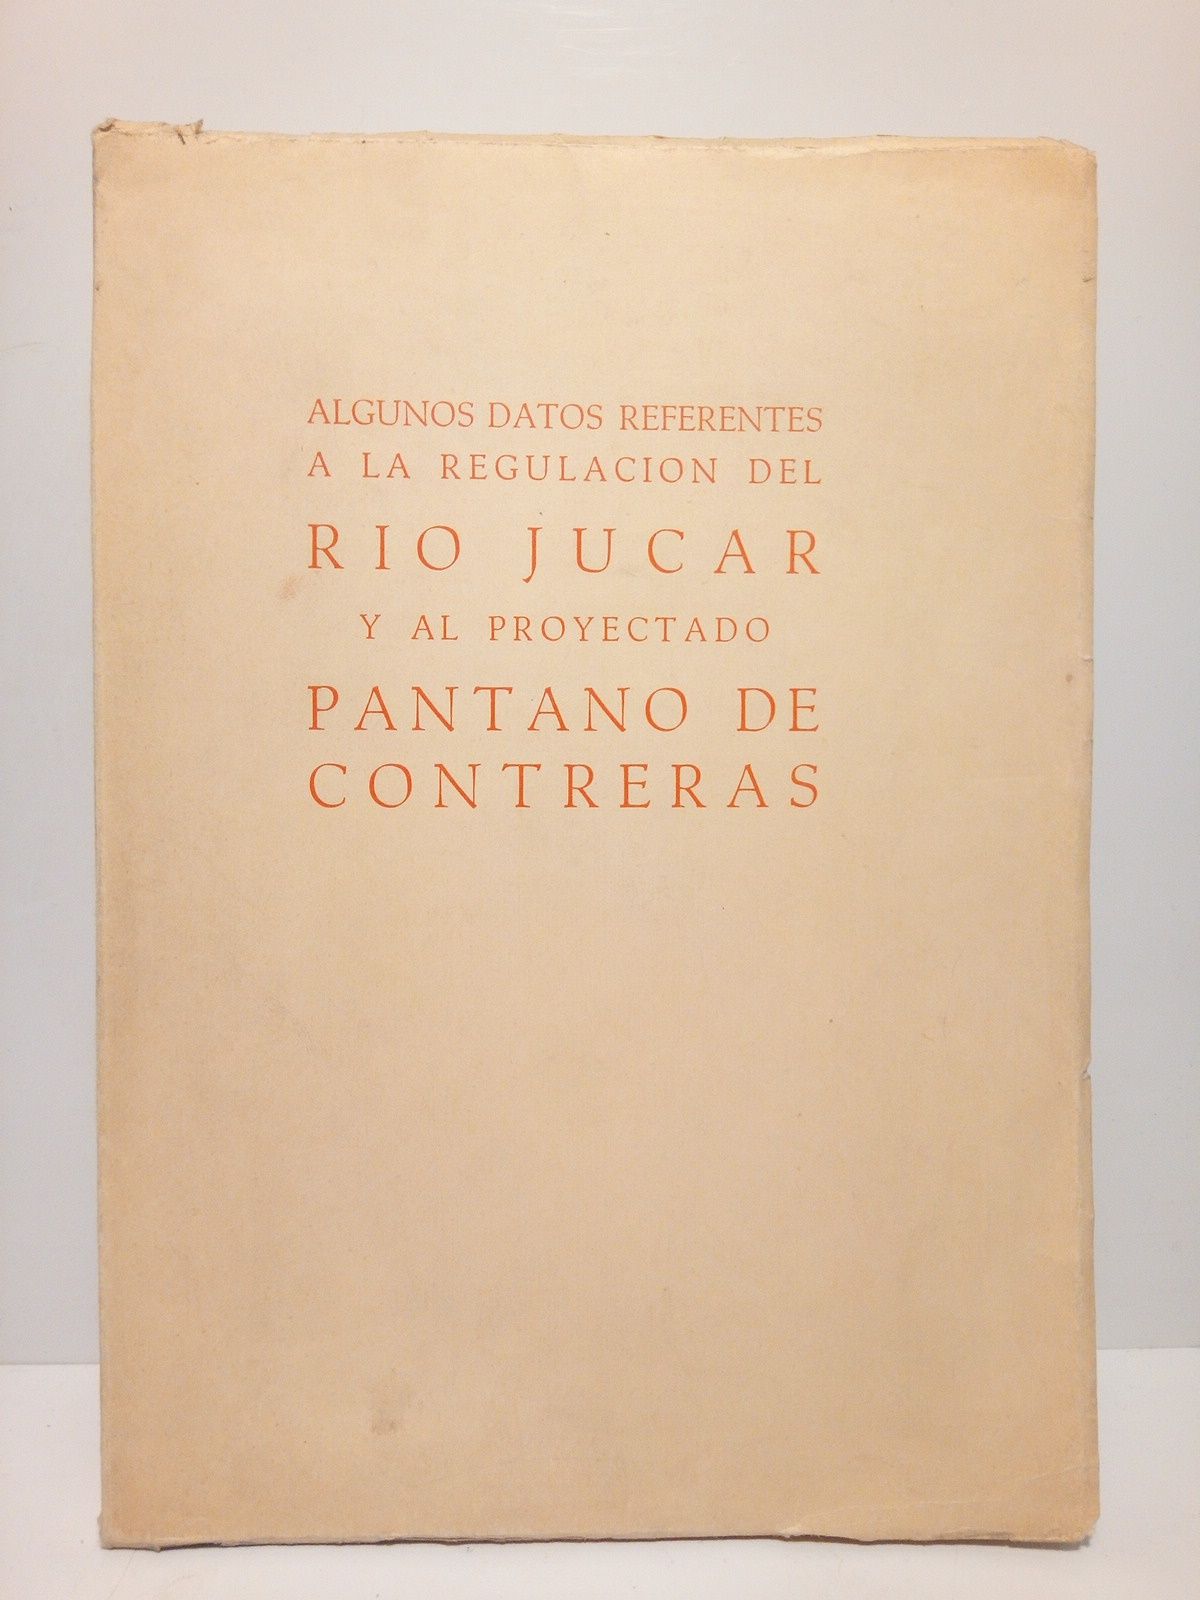 ALGUNOS DATOS REFERENTES
A LA REGULACION DEL
RIO JUCAR
Y AL PROYECTADO
PANTANO DE
CONTRERAS